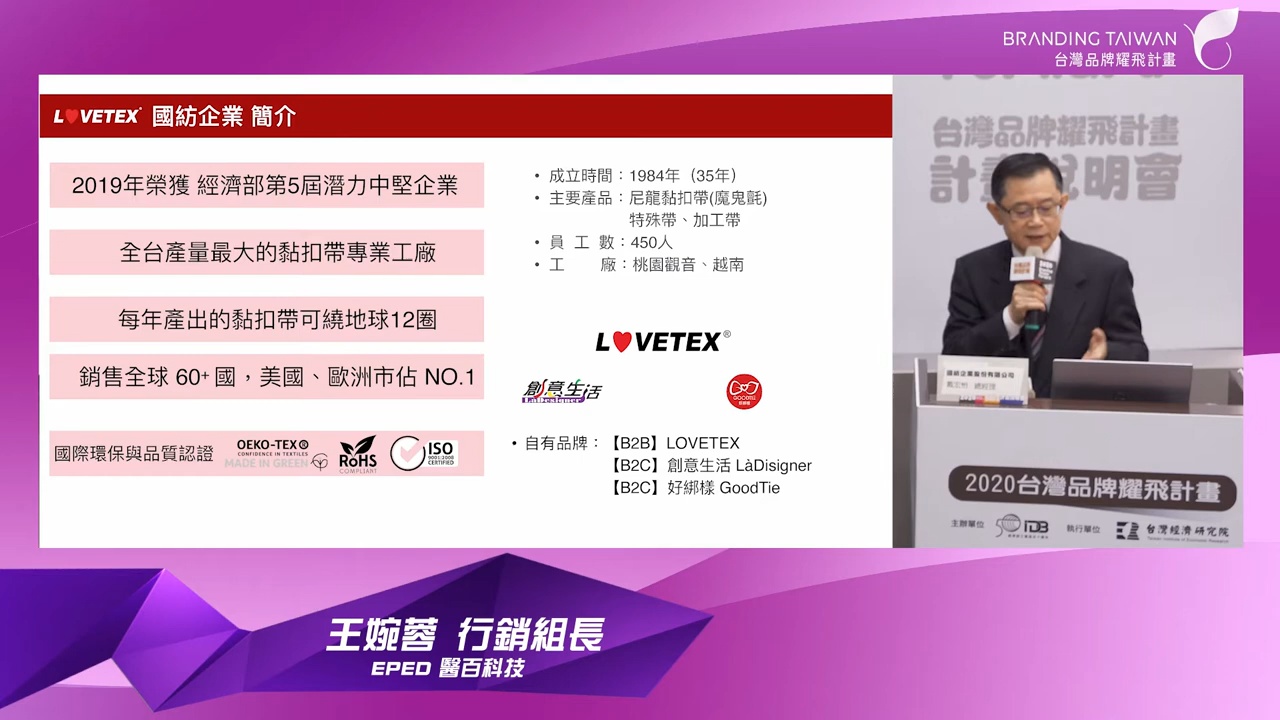 BRANDING TAIWAN
台灣品牌耀飛計畫
LOVETEX 國紡企業 簡介
2019年榮獲 經濟部第5屆潛力中堅企業
全台產量最大的黏扣帶專業工廠
每年產出的黏扣帶可繞地球12圈
銷售全球 60+ 國，美國、歐洲市佔 NO.1
國際環保與品質認證
OEKO-TEX®
CONFIDENCE IN TEXTILES
MADE IN GREEN
RoHS
COMPLIANT
ISO
9001/2008
CERTIFIED
• 成立時間：1984年（35年）
• 主要產品：尼龍黏扣帶(魔鬼氈)
特殊帶、加工帶
• 員 工 數：450人
• 工 廠：桃園觀音、越南
LOVETEX®
創意生活
LaDesigner
GOODTIE
• 自有品牌：【B2B】LOVETEX
【B2C】創意生活 LàDisigner
【B2C】好綁樣 GoodTie
台灣品牌耀飛計畫
計畫說明會
國紡企業股份有限公司
2020台灣品牌耀飛計畫
主辦單位
IDB
執行單位
台灣經濟研究院
Taiwan Institute of Economic Research
王婉蓉 行銷組長
EPED 醫百科技